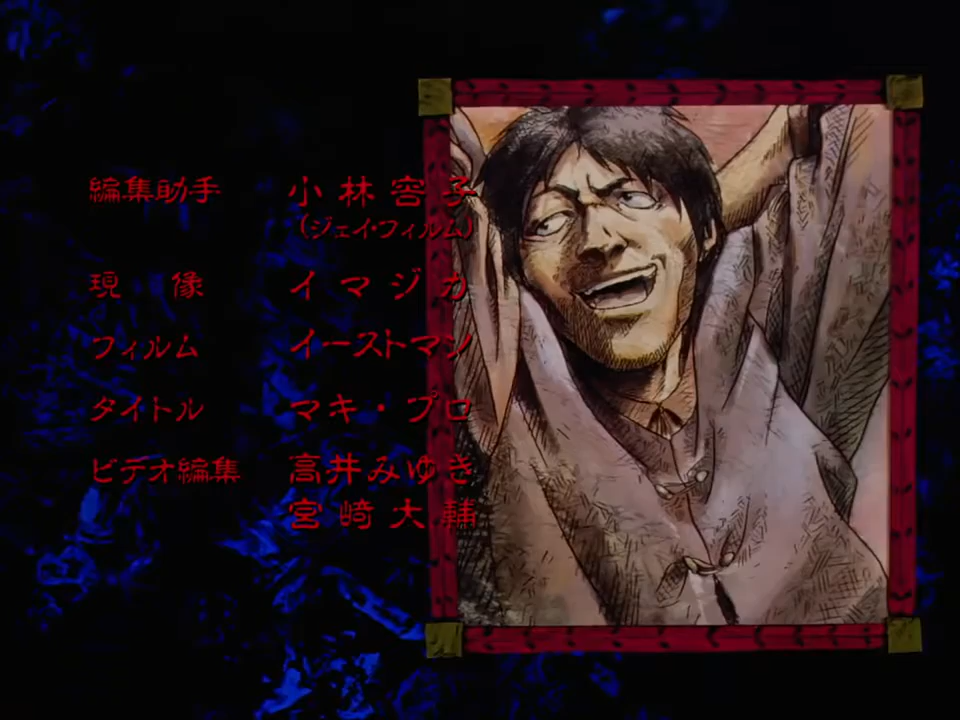 編集助手 小林容子
(ジェイ・フィルム)
現像 イマジカ
フィルム イーストマン
タイトル マキ・プロ
ビデオ編集 高井みゆき
宮崎大輔